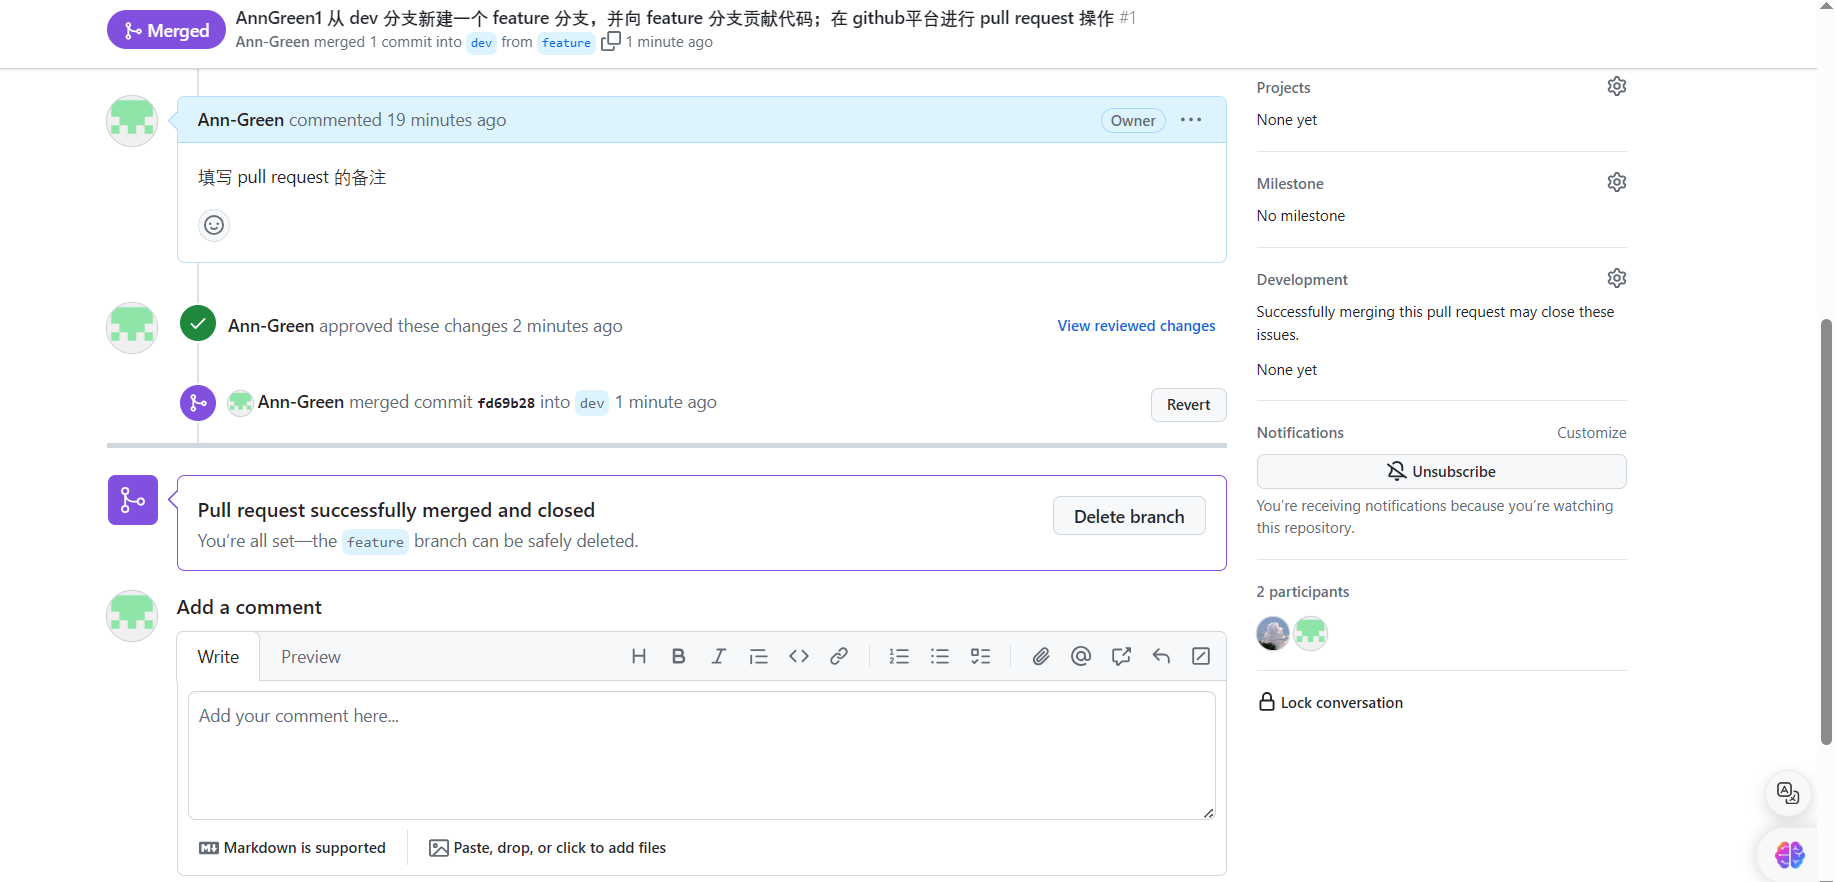 Merged
AnnGreen1 从 dev 分支新建一个 feature 分支，并向 feature 分支贡献代码；在 github平台进行 pull request 操作 #1
Ann-Green merged 1 commit into dev from feature 1 minute ago
Ann-Green commented 19 minutes ago
Owner
填写 pull request 的备注
Ann-Green approved these changes 2 minutes ago
View reviewed changes
Ann-Green merged commit fd69b28 into dev 1 minute ago
Revert
Pull request successfully merged and closed
You’re all set—the feature branch can be safely deleted.
Delete branch
Add a comment
Write
Preview
Add your comment here...
Markdown is supported
Paste, drop, or click to add files
Projects
None yet
Milestone
No milestone
Development
Successfully merging this pull request may close these
issues.
None yet
Notifications
Customize
Unsubscribe
You’re receiving notifications because you’re watching
this repository.
2 participants
Lock conversation